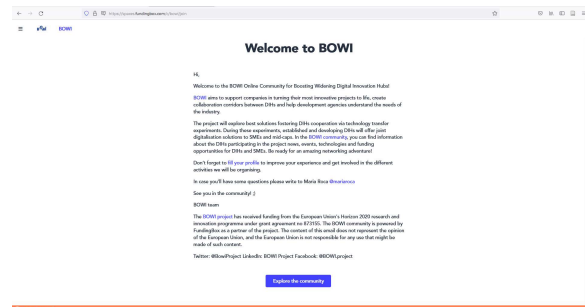 https://spaces.fundingbox.com/c/bowi/join
BOWI
Welcome to BOWI
Hi,
Welcome to the BOWI Online Community for Boosting Widening Digital Innovation Hubs!
BOWI aims to support companies in turning their most innovative projects to life, create
collaboration corridors between DIHs and help development agencies understand the needs of
the industry.
The project will explore best solutions fostering DIHs cooperation via technology transfer
experiments. During these experiments, established and developing DIHs will offer joint
digitalisation solutions to SMEs and mid-caps. In the BOWI community, you can find information
about the DIHs participating in the project news, events, technologies and funding
opportunities for DIHs and SMEs. Be ready for an amazing networking adventure!
Don't forget to fill your profile to improve your experience and get involved in the different
activities we will be organising.
In case you'll have some questions please write to Maria Roca @mariaroca
See you in the community! :)
BOWI team
The BOWI project has received funding from the European Union's Horizon 2020 research and
innovation programme under grant agreement no 873155. The BOWI community is powered by
FundingBox as a partner of the project. The content of this email does not represent the opinion
of the European Union, and the European Union is not responsible for any use that might be
made of such content.
Twitter: @BowiProject LinkedIn: BOWI Project Facebook: @BOWI.project
Explore the community